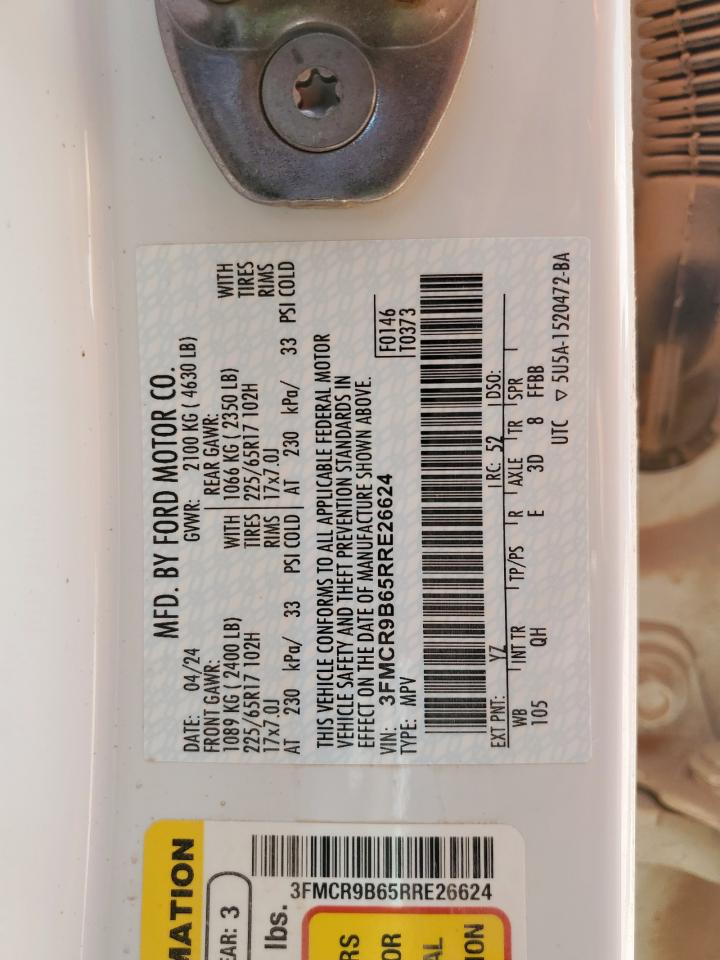 MFD. BY FORD MOTOR CO.
DATE: 04/24 GVWR: 2100 KG ( 4630 LB)
FRONT GAWR: REAR GAWR:
1089 KG ( 2400 LB) WITH 1066 KG ( 2350 LB) WITH
225/65R17 102H TIRES 225/65R17 102H TIRES
17x7.0J RIMS 17x7.0J RIMS
AT 230 kPa/ 33 PSI COLD AT 230 kPa/ 33 PSI COLD
THIS VEHICLE CONFORMS TO ALL APPLICABLE FEDERAL MOTOR
VEHICLE SAFETY AND THEFT PREVENTION STANDARDS IN
EFFECT ON THE DATE OF MANUFACTURE SHOWN ABOVE.
VIN: 3FMCR9B65RRE26624
TYPE: MPV
F0146
T0373
EXT PNT: YZ RC: 52 DSO:
WB INT TR TP/PS R AXLE TR SPR
105 QH E 3D 8 FFBB
UTC ▽ 5U5A-1520472-BA
MATION
EAR: 3
lbs.
3FMCR9B65RRE26624
RS
OR
AL
ION